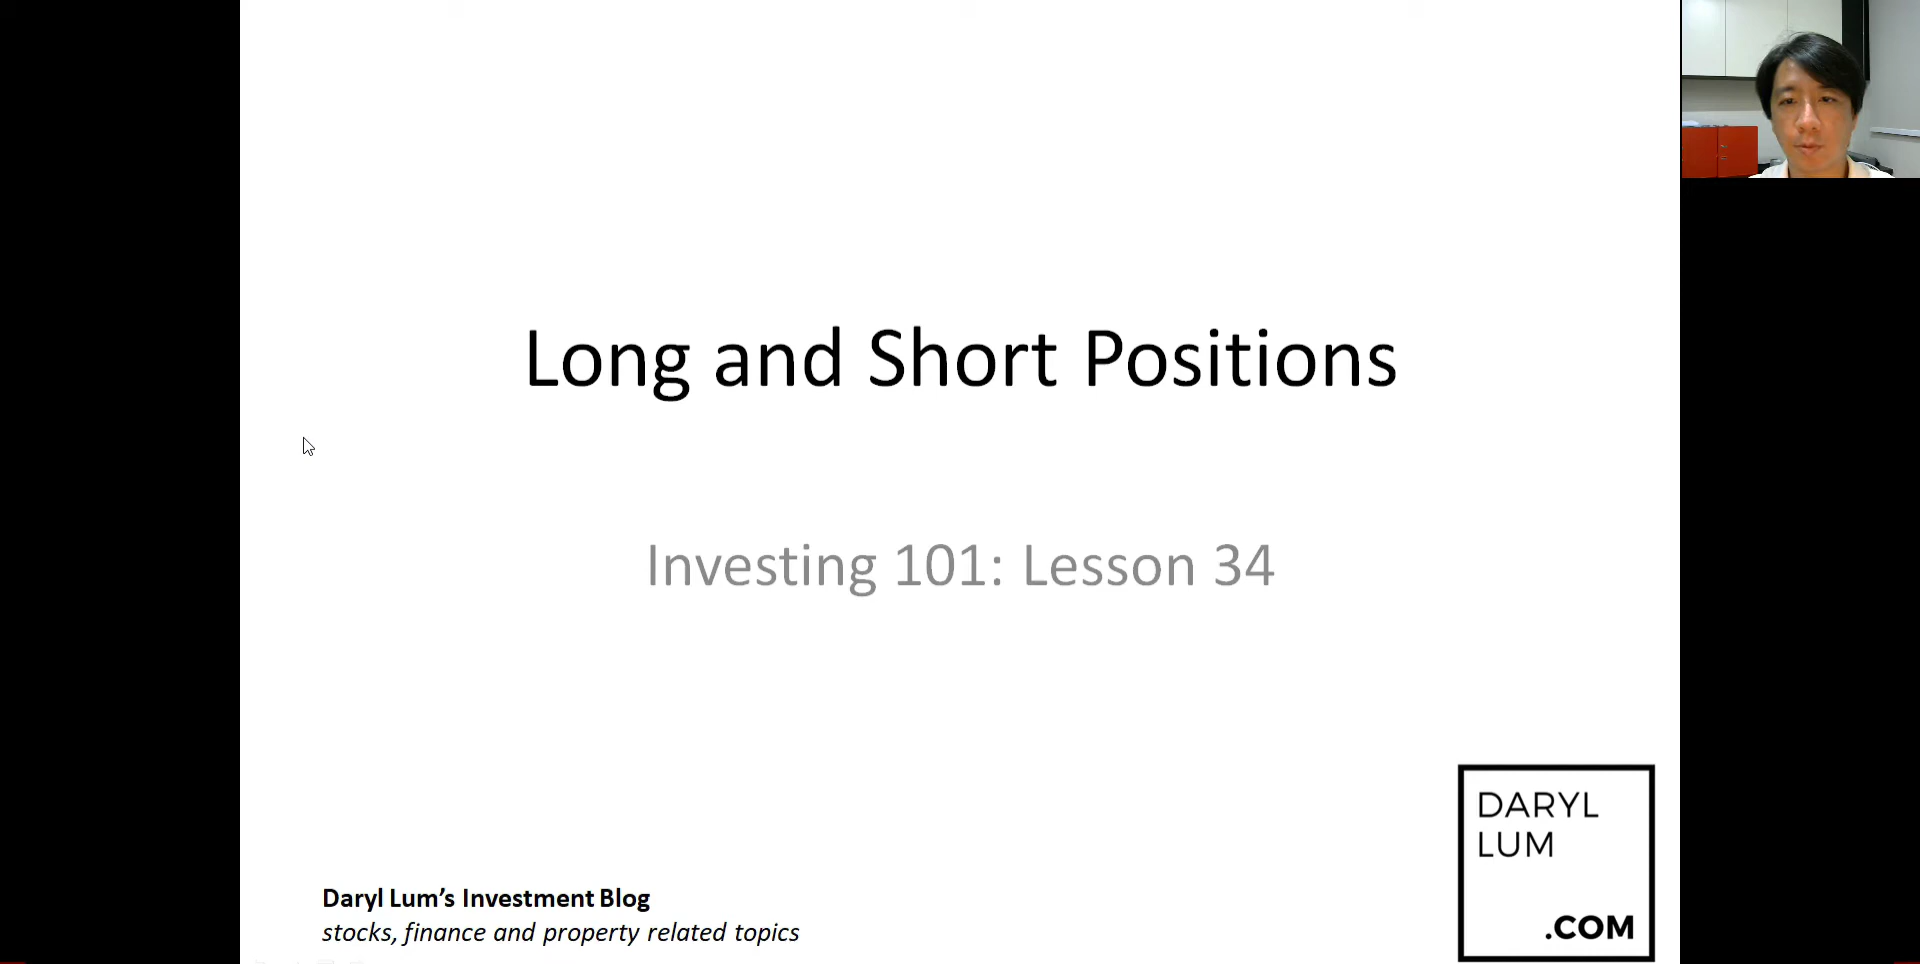 Long and Short Positions
Investing 101: Lesson 34
DARYL
LUM
.COM
Daryl Lum’s Investment Blog
stocks, finance and property related topics